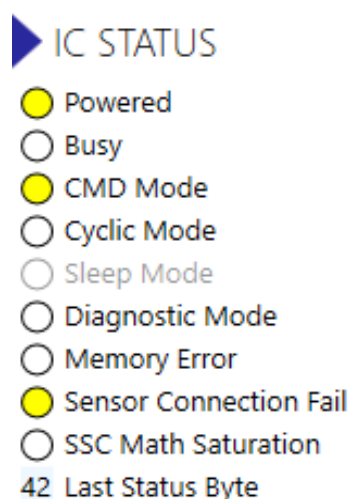 IC STATUS
Powered
Busy
CMD Mode
Cyclic Mode
Sleep Mode
Diagnostic Mode
Memory Error
Sensor Connection Fail
SSC Math Saturation
42 Last Status Byte